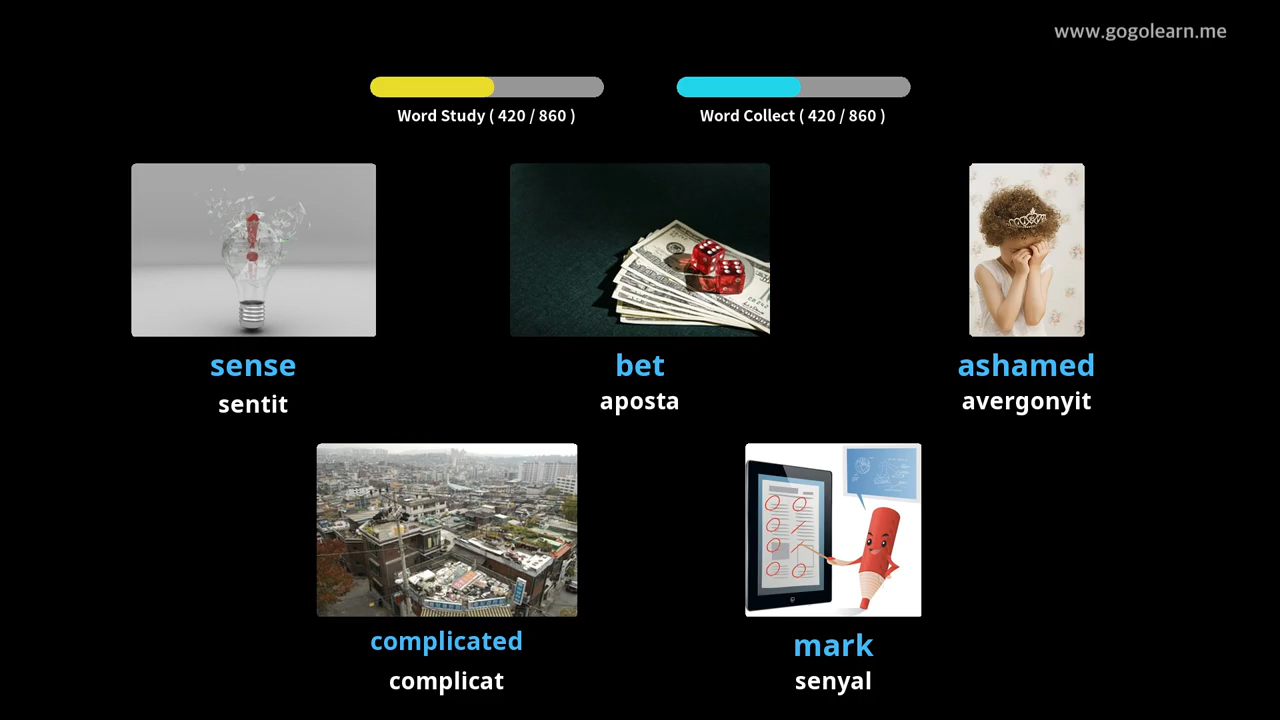 www.gogolearn.me
Word Study ( 420 / 860 )
Word Collect ( 420 / 860 )
sense
sentit
bet
aposta
ashamed
avergonyit
complicated
complicat
mark
senyal